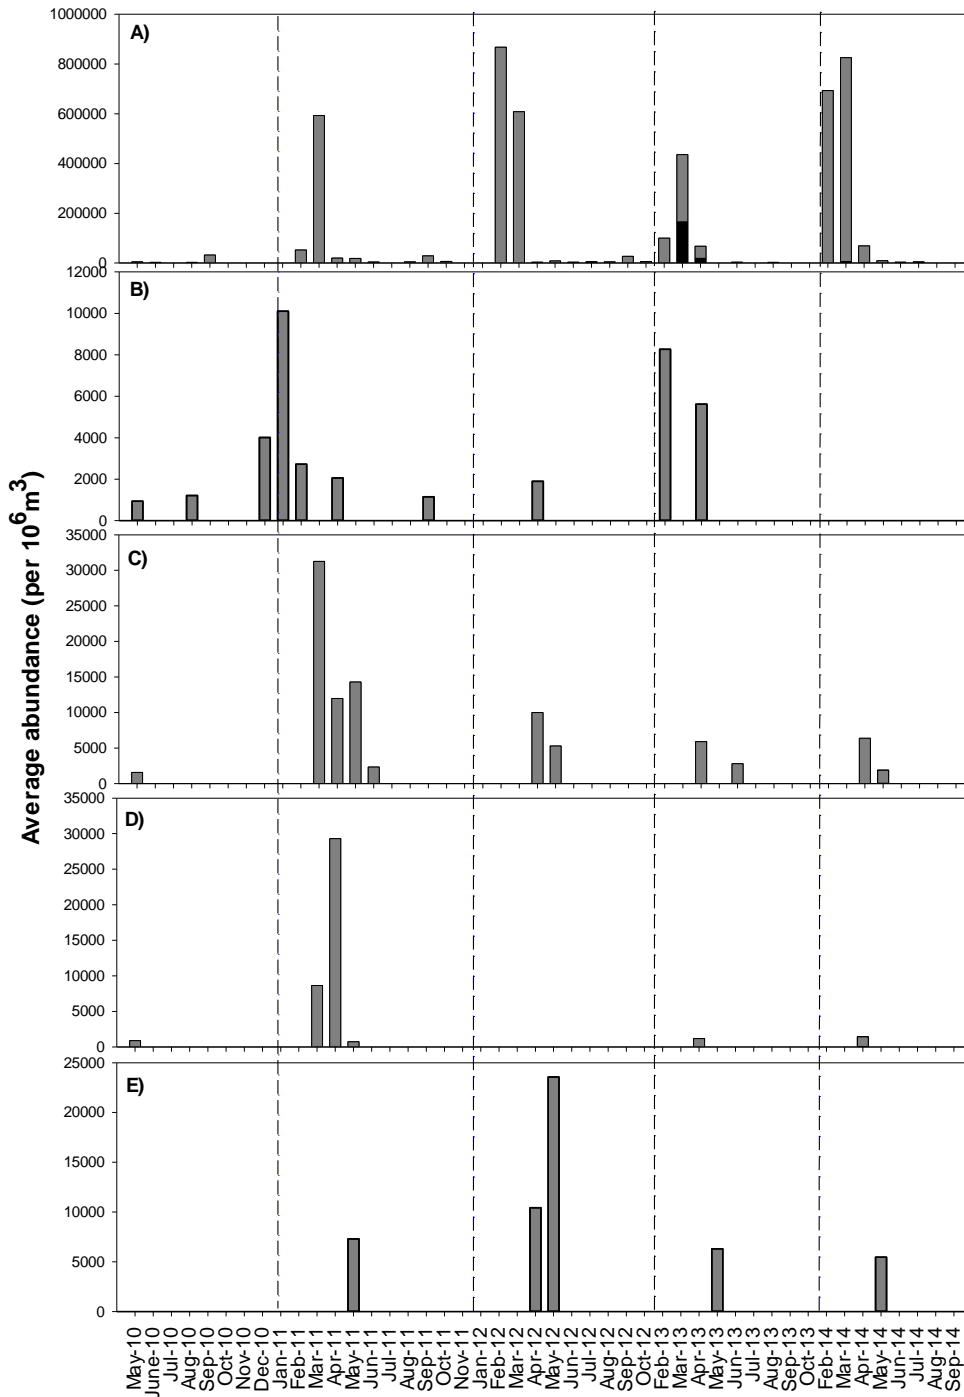 Average abundance (per 10⁶m³)
A)
1000000
800000
600000
400000
200000
0
B)
12000
10000
8000
6000
4000
2000
0
C)
35000
30000
25000
20000
15000
10000
5000
0
D)
35000
30000
25000
20000
15000
10000
5000
0
E)
25000
20000
15000
10000
5000
0
May-10
June-10
Jul-10
Aug-10
Sep-10
Oct-10
Nov-10
Dec-10
Jan-11
Feb-11
Mar-11
Apr-11
May-11
Jun-11
Jul-11
Aug-11
Sep-11
Oct-11
Nov-11
Jan-12
Feb-12
Mar-12
Apr-12
May-12
Jun-12
Jul-12
Aug-12
Sep-12
Oct-12
Feb-13
Mar-13
Apr-13
May-13
Jun-13
Jul-13
Aug-13
Sep-13
Oct-13
Feb-14
Mar-14
Apr-14
May-14
Jun-14
Jul-14
Aug-14
Sep-14